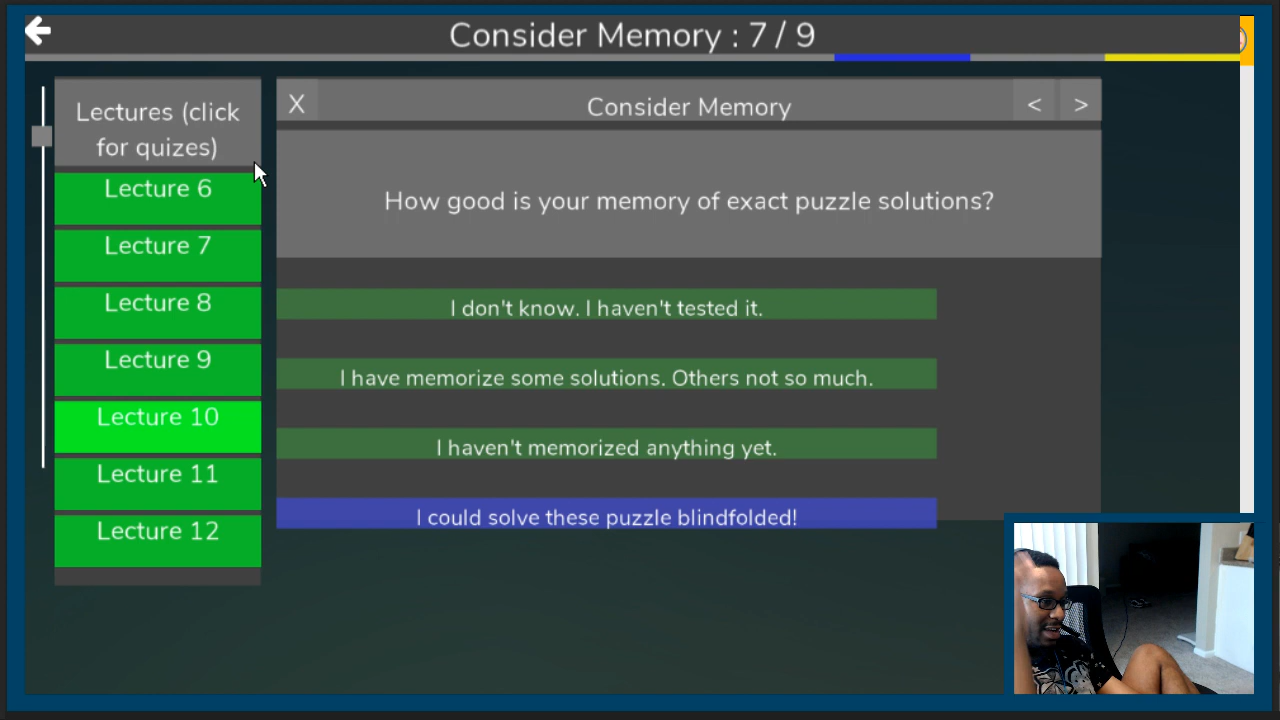 Consider Memory : 7 / 9
Lectures (click
for quizes)
Lecture 6
Lecture 7
Lecture 8
Lecture 9
Lecture 10
Lecture 11
Lecture 12
X
Consider Memory
<
>
How good is your memory of exact puzzle solutions?
I don't know. I haven't tested it.
I have memorize some solutions. Others not so much.
I haven't memorized anything yet.
I could solve these puzzle blindfolded!